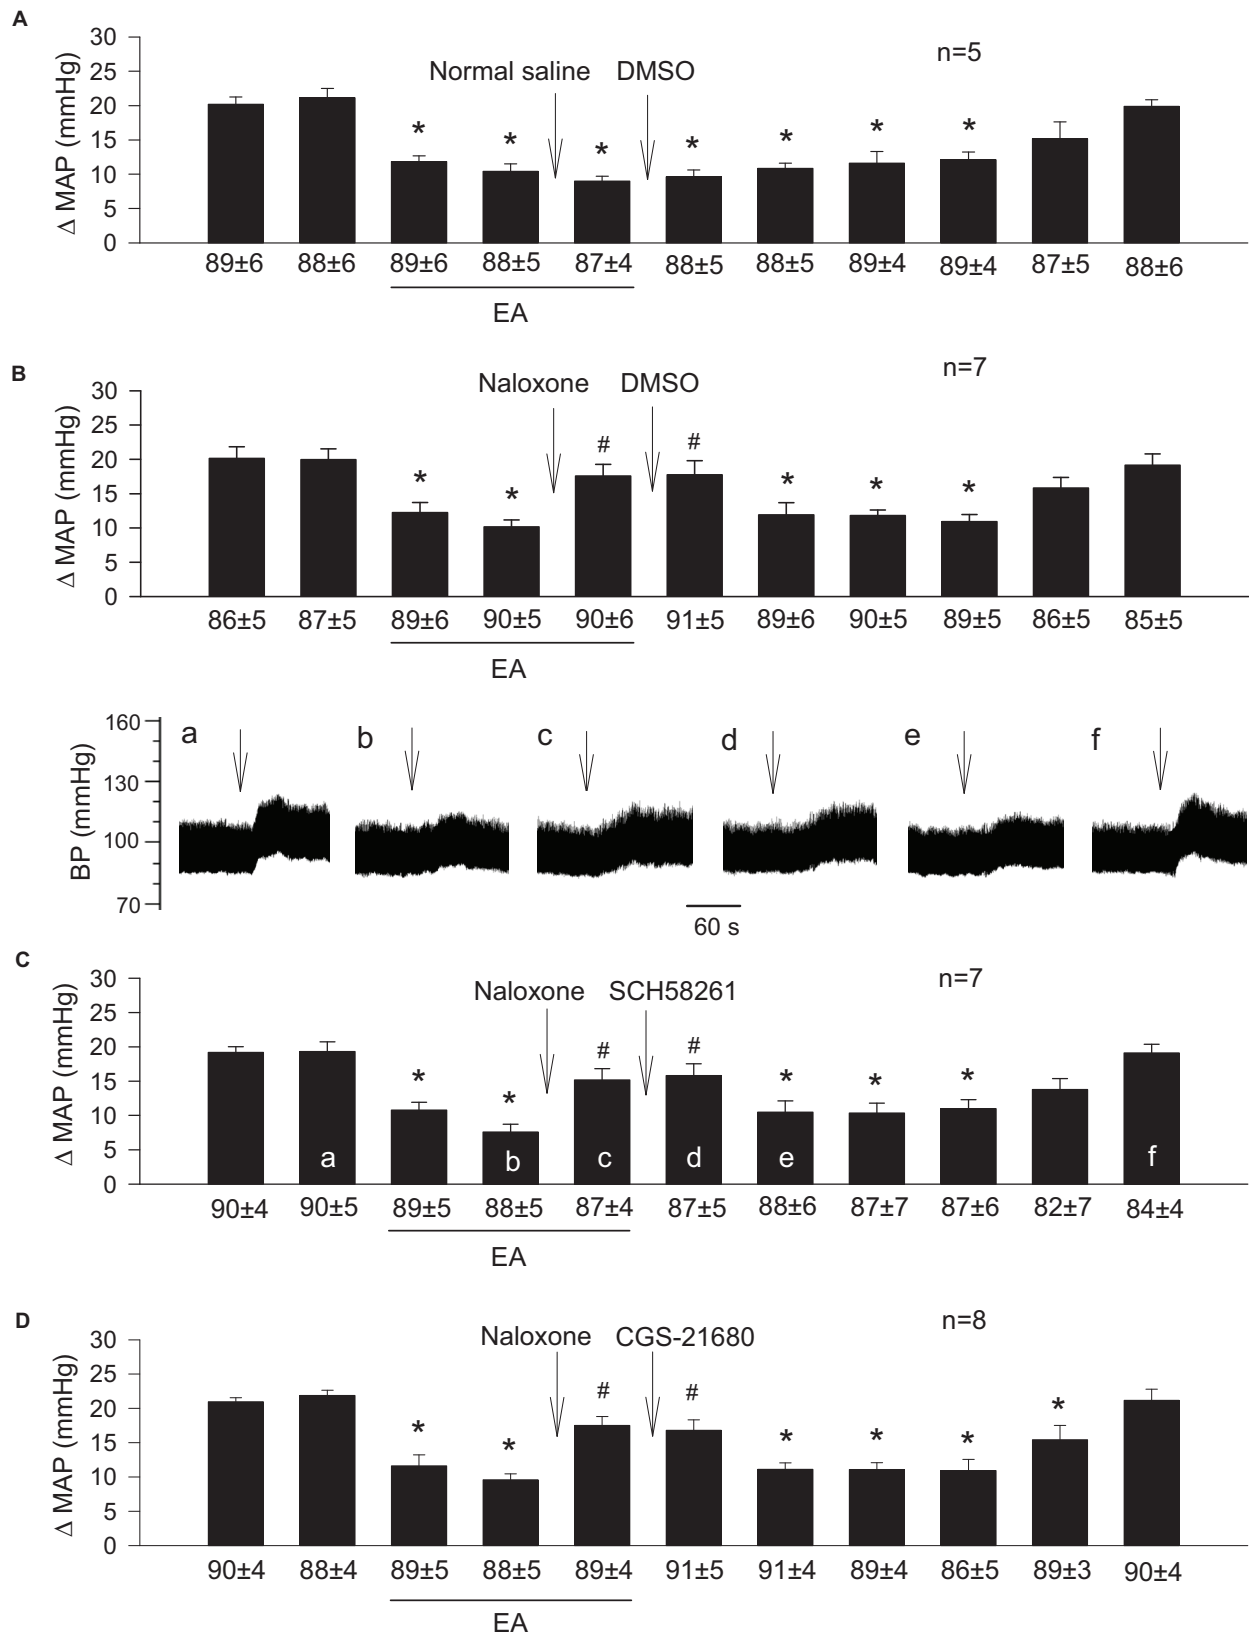 A
Δ MAP (mmHg)
30
25
20
15
10
5
0
Normal saline DMSO
n=5
* * * * * * *
89±6 88±6 89±6 88±5 87±4 88±5 88±5 89±4 89±4 87±5 88±6
EA
B
Δ MAP (mmHg)
30
25
20
15
10
5
0
Naloxone DMSO
n=7
* * # # * * *
86±5 87±5 89±6 90±5 90±6 91±5 89±6 90±5 89±5 86±5 85±5
EA
BP (mmHg)
160
130
100
70
a b c d e f
60 s
C
Δ MAP (mmHg)
30
25
20
15
10
5
0
Naloxone SCH58261
n=7
* * # # * * *
a b c d e f
90±4 90±5 89±5 88±5 87±4 87±5 88±6 87±7 87±6 82±7 84±4
EA
D
Δ MAP (mmHg)
30
25
20
15
10
5
0
Naloxone CGS-21680
n=8
* * # # * * * *
90±4 88±4 89±5 88±5 89±4 91±5 91±4 89±4 86±5 89±3 90±4
EA